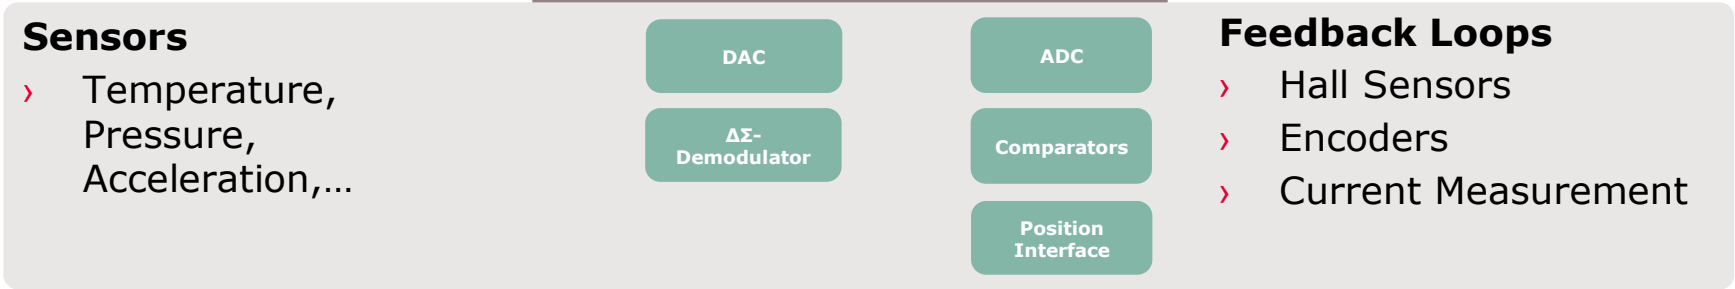 Sensors
› Temperature,
Pressure,
Acceleration,...
DAC
ΔΣ-
Demodulator
ADC
Comparators
Position
Interface
Feedback Loops
› Hall Sensors
› Encoders
› Current Measurement